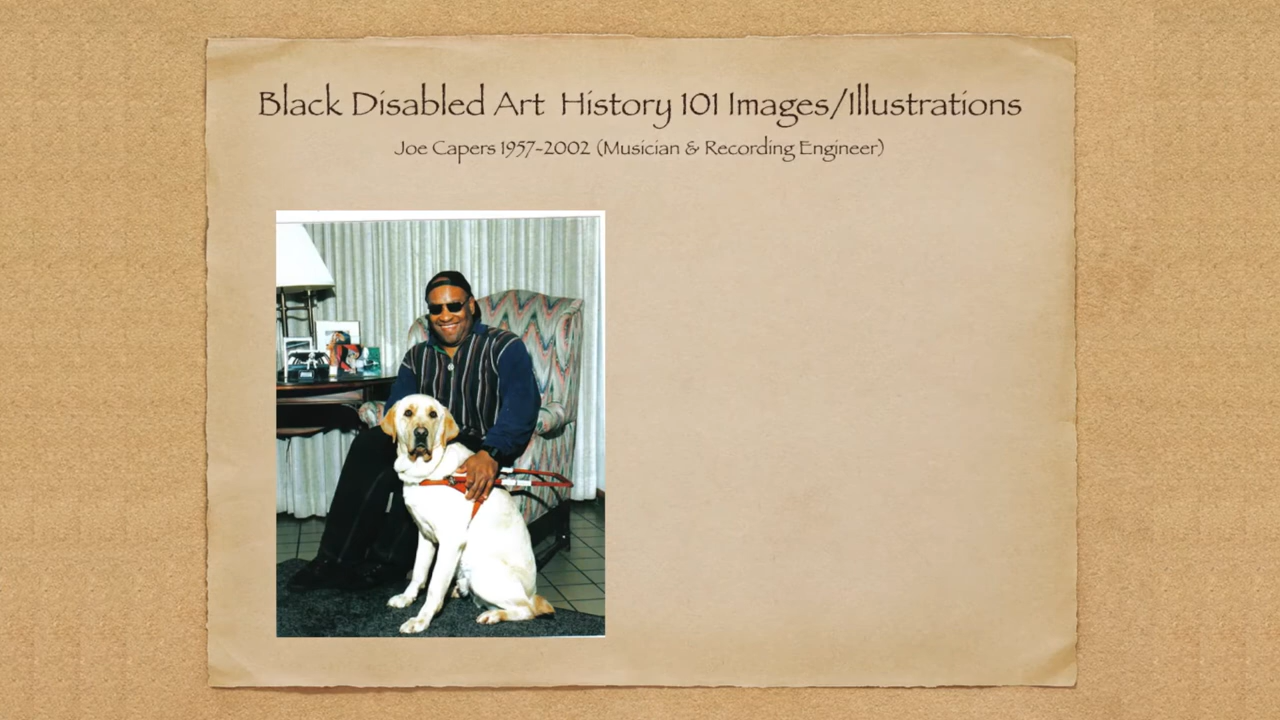 Black Disabled Art History 101 Images/Illustrations
Joe Capers 1957-2002 (Musician & Recording Engineer)